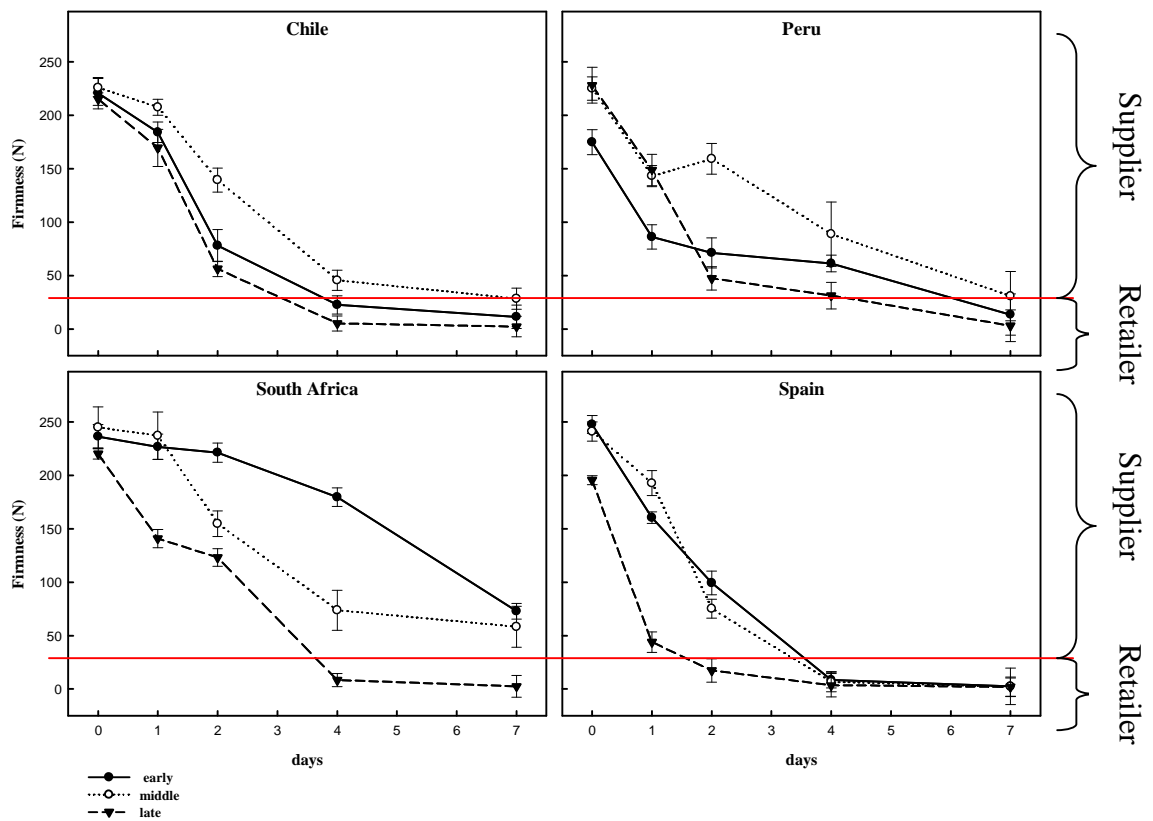 Chile
Peru
Firmness (N)
250
200
150
100
50
0
Supplier
Retailer
South Africa
Spain
Firmness (N)
250
200
150
100
50
0
0 1 2 3 4 5 6 7
0 1 2 3 4 5 6 7
days
days
Supplier
Retailer
early
middle
late